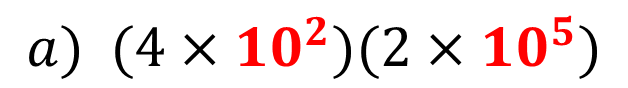 a) (4 × 10²)(2 × 10⁵)